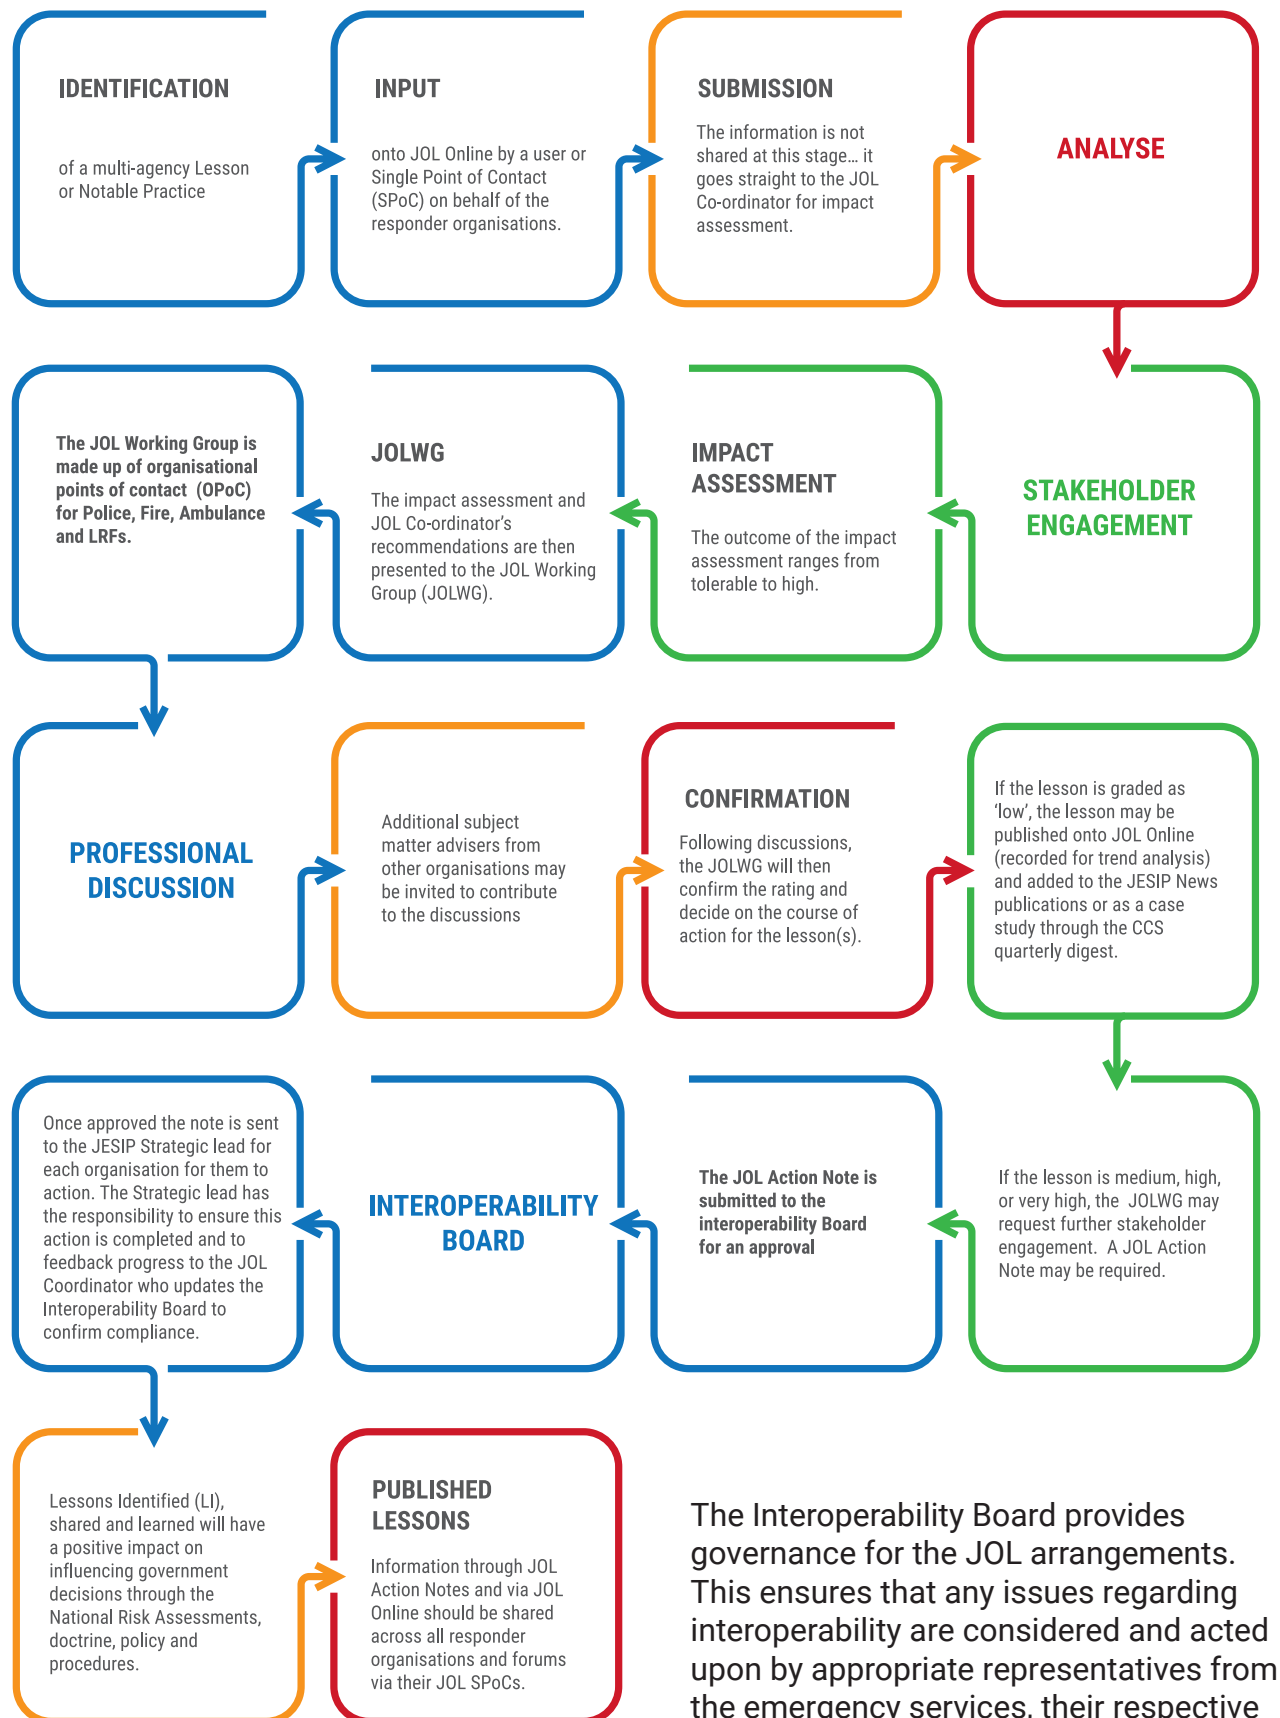 IDENTIFICATION
of a multi-agency Lesson
or Notable Practice
INPUT
onto JOL Online by a user or
Single Point of Contact
(SPoC) on behalf of the
responder organisations.
SUBMISSION
The information is not
shared at this stage... it
goes straight to the JOL
Co-ordinator for impact
assessment.
ANALYSE
STAKEHOLDER
ENGAGEMENT
IMPACT
ASSESSMENT
The outcome of the impact
assessment ranges from
tolerable to high.
JOLWG
The impact assessment and
JOL Co-ordinator's
recommendations are then
presented to the JOL Working
Group (JOLWG).
The JOL Working Group is
made up of organisational
points of contact (OPoC)
for Police, Fire, Ambulance
and LRFs.
PROFESSIONAL
DISCUSSION
Additional subject
matter advisers from
other organisations may
be invited to contribute
to the discussions
CONFIRMATION
Following discussions,
the JOLWG will then
confirm the rating and
decide on the course of
action for the lesson(s).
If the lesson is graded as
'low', the lesson may be
published onto JOL Online
(recorded for trend analysis)
and added to the JESIP News
publications or as a case
study through the CCS
quarterly digest.
If the lesson is medium, high,
or very high, the JOLWG may
request further stakeholder
engagement. A JOL Action
Note may be required.
The JOL Action Note is
submitted to the
interoperability Board
for an approval
INTEROPERABILITY
BOARD
Once approved the note is sent
to the JESIP Strategic lead for
each organisation for them to
action. The Strategic lead has
the responsibility to ensure this
action is completed and to
feedback progress to the JOL
Coordinator who updates the
Interoperability Board to
confirm compliance.
Lessons Identified (LI),
shared and learned will have
a positive impact on
influencing government
decisions through the
National Risk Assessments,
doctrine, policy and
procedures.
PUBLISHED
LESSONS
Information through JOL
Action Notes and via JOL
Online should be shared
across all responder
organisations and forums
via their JOL SPoCs.
The Interoperability Board provides
governance for the JOL arrangements.
This ensures that any issues regarding
interoperability are considered and acted
upon by appropriate representatives from
the emergency services, their respective